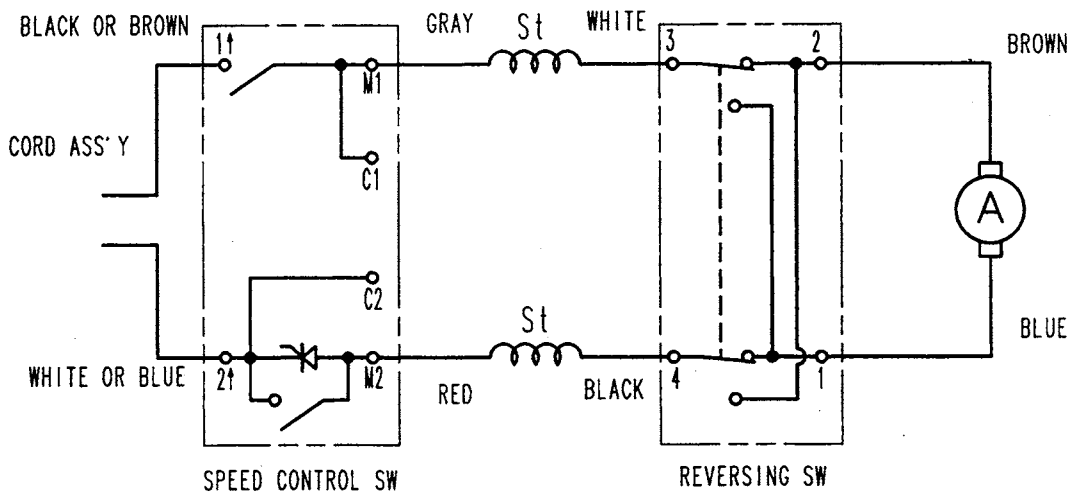 BLACK OR BROWN
GRAY
St
WHITE
BROWN
1↑
M1
3
2
CORD ASS'Y
C1
A
C2
St
BLUE
WHITE OR BLUE
2↑
M2
RED
BLACK
4
1
SPEED CONTROL SW
REVERSING SW